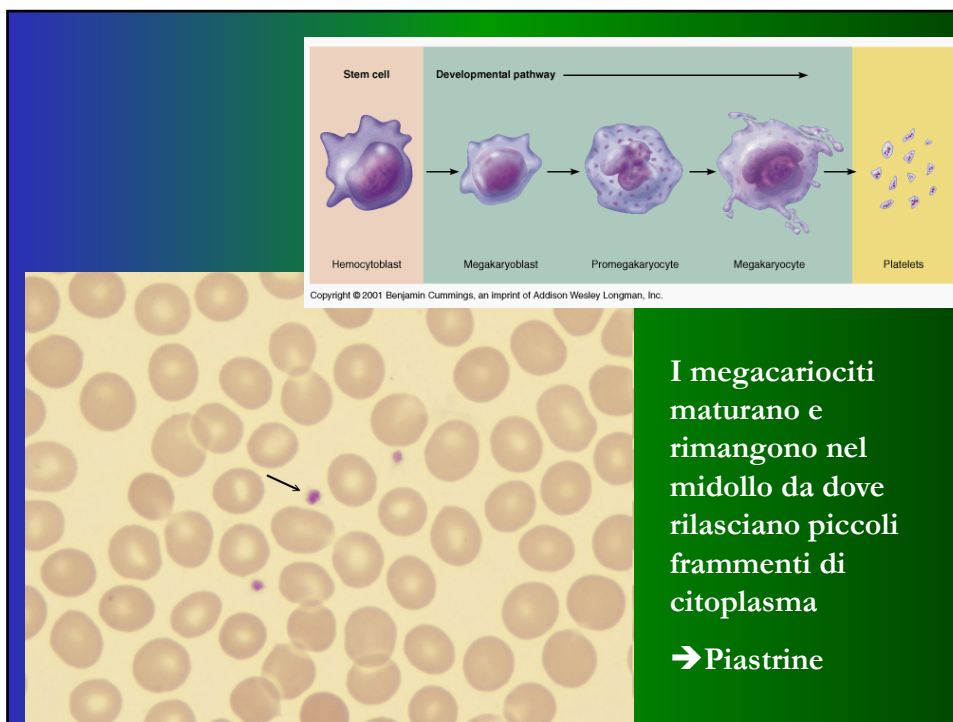 Stem cell
Developmental pathway
Hemocytoblast
Megakaryoblast
Promegakaryocyte
Megakaryocyte
Platelets
Copyright © 2001 Benjamin Cummings, an imprint of Addison Wesley Longman, Inc.
I megacariociti
maturano e
rimangono nel
midollo da dove
rilasciano piccoli
frammenti di
citoplasma
➔Piastrine